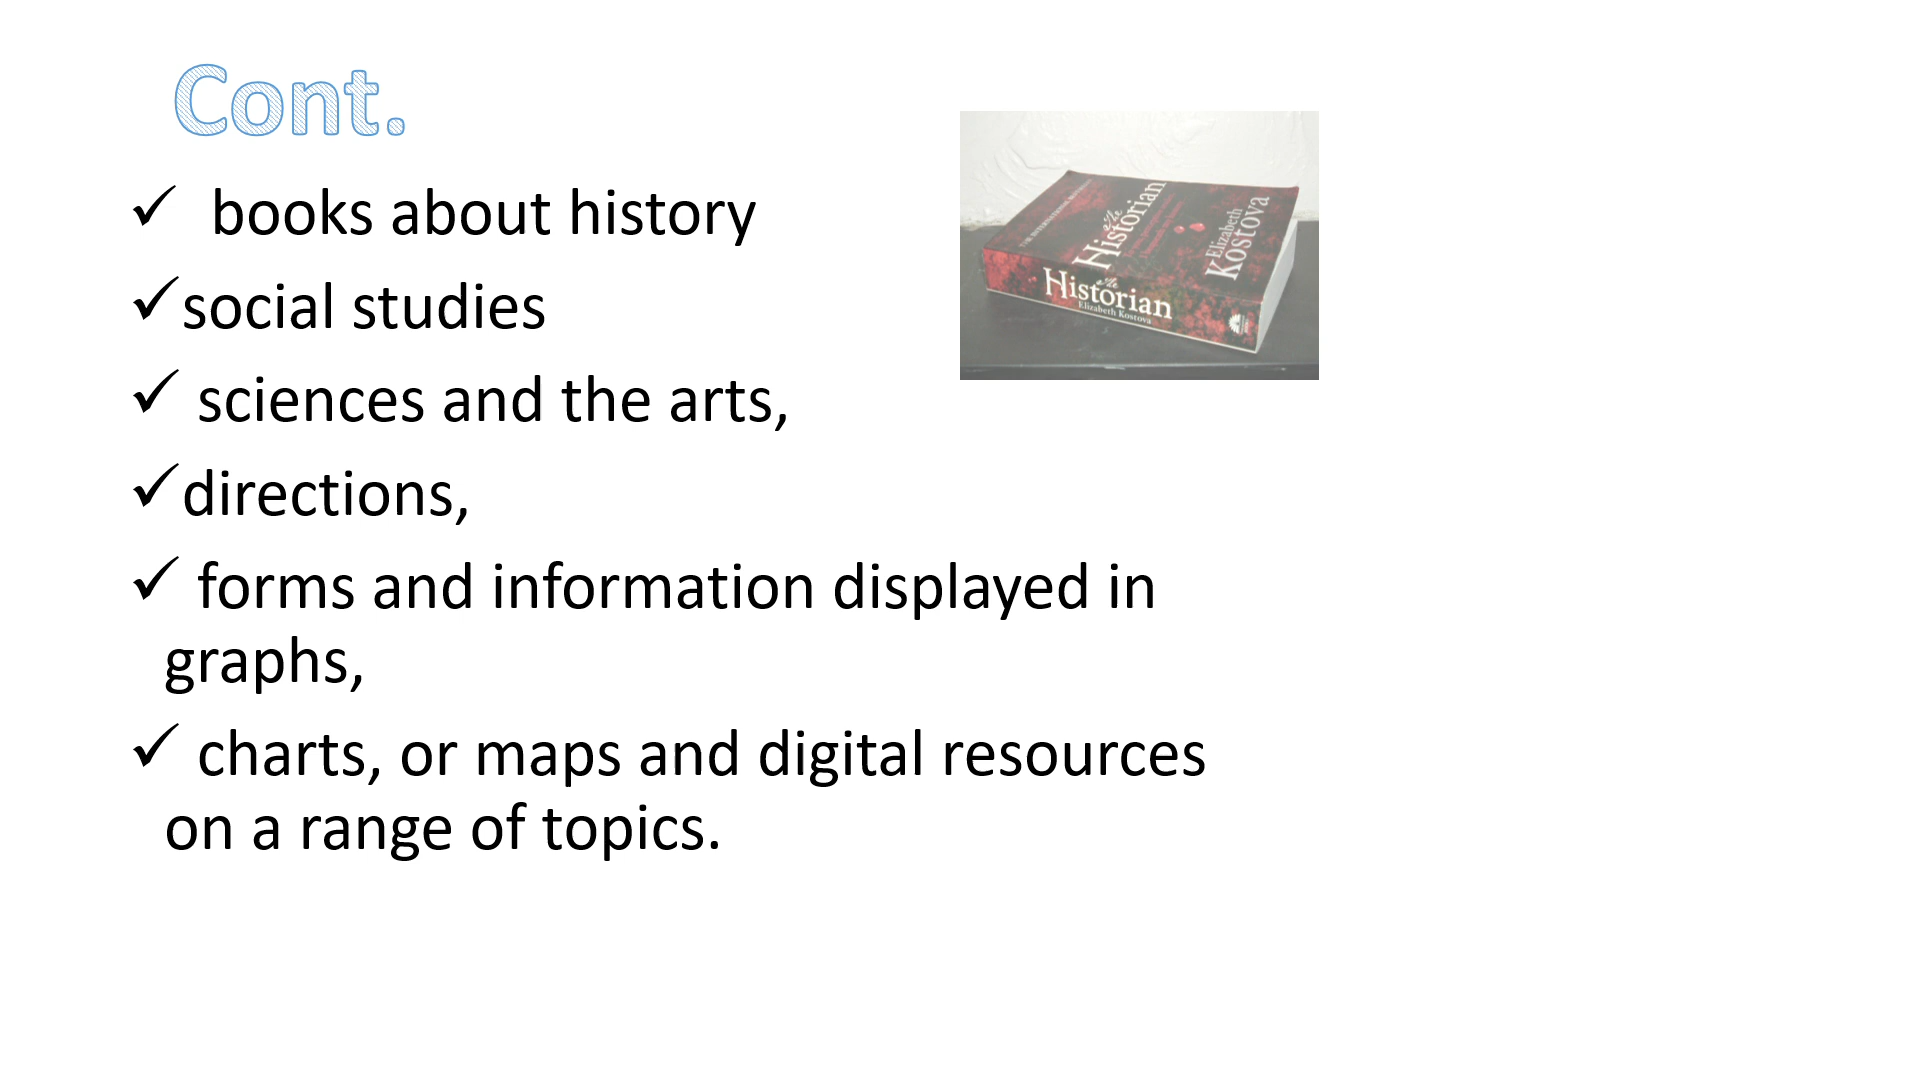 Cont.
✓ books about history
✓social studies
✓ sciences and the arts,
✓directions,
✓ forms and information displayed in
graphs,
✓ charts, or maps and digital resources
on a range of topics.
The
Historian
Elizabeth
Kostova
The
Historian
Elizabeth Kostova